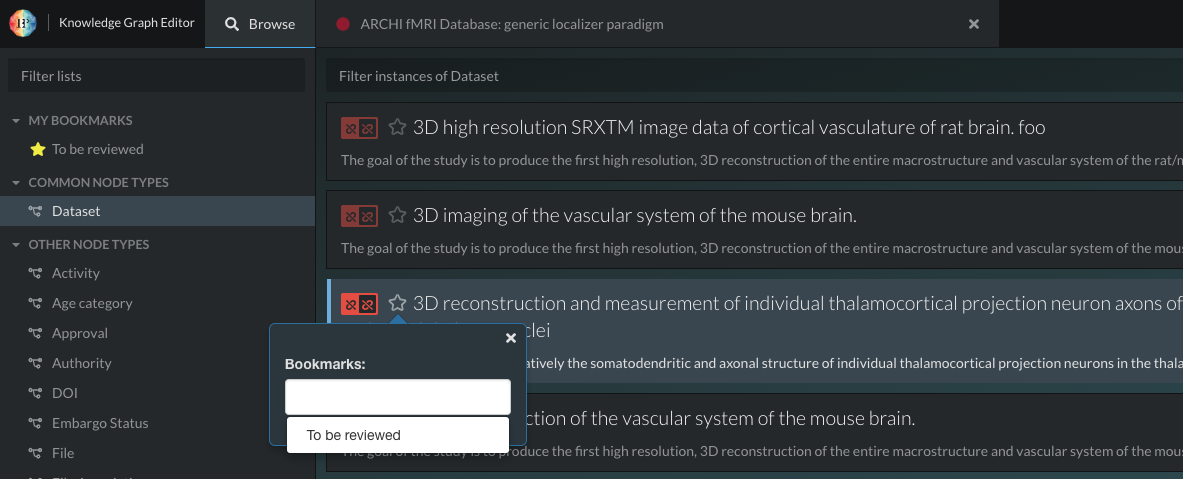 Knowledge Graph Editor
Browse
ARCHI fMRI Database: generic localizer paradigm
Filter lists
MY BOOKMARKS
To be reviewed
COMMON NODE TYPES
Dataset
OTHER NODE TYPES
Activity
Age category
Approval
Authority
DOI
Embargo Status
File
Filter instances of Dataset
3D high resolution SRXTM image data of cortical vasculature of rat brain. foo
The goal of the study is to produce the first high resolution, 3D reconstruction of the entire macrostructure and vascular system of the rat/m
3D imaging of the vascular system of the mouse brain.
The goal of the study is to produce the first high resolution, 3D reconstruction of the entire macrostructure and vascular system of the mou
3D reconstruction and measurement of individual thalamocortical projection neuron axons of
clei
atively the somatodendritic and axonal structure of individual thalamocortical projection neurons in the thala
Bookmarks:
To be reviewed
ction of the vascular system of the mouse brain.
The goal of the study is to produce the first high resolution, 3D reconstruction of the entire macrostructure and vascular system of the mous